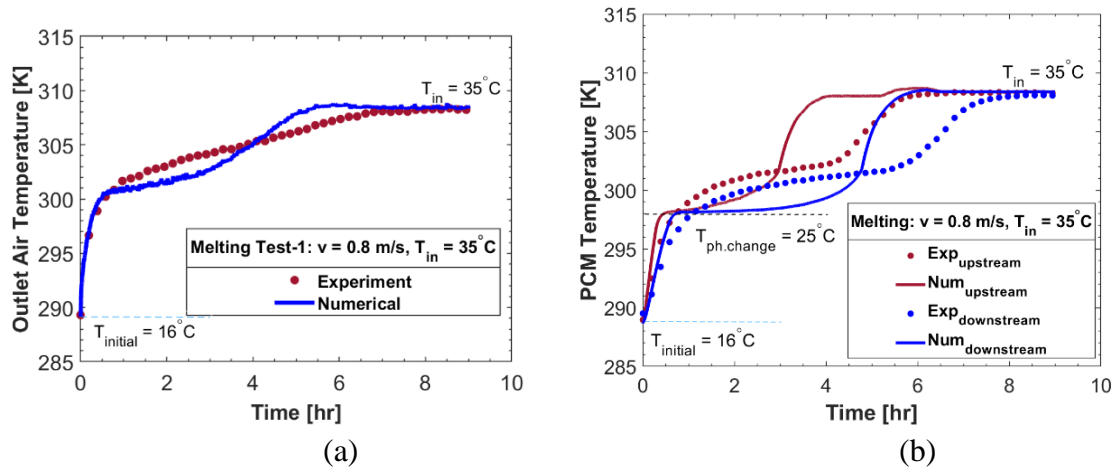 315
310
305
300
295
290
285
Outlet Air Temperature [K]
T_in = 35°C
Melting Test-1: v = 0.8 m/s, T_in = 35°C
Experiment
Numerical
T_initial = 16°C
0
2
4
6
8
10
Time [hr]
(a)
315
310
305
300
295
290
285
PCM Temperature [K]
T_in = 35°C
T_ph.change = 25°C
Melting: v = 0.8 m/s, T_in = 35°C
Exp_upstream
Num_upstream
Exp_downstream
Num_downstream
T_initial = 16°C
0
2
4
6
8
10
Time [hr]
(b)